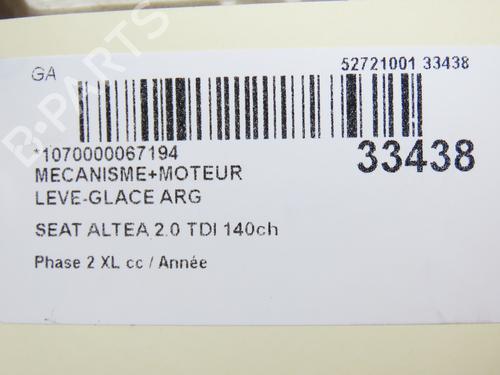 GA
52721001 33438
*1070000067194
33438
MECANISME+MOTEUR
LEVE-GLACE ARG
SEAT ALTEA 2.0 TDI 140ch
Phase 2 XL cc / Année
B-PARTS